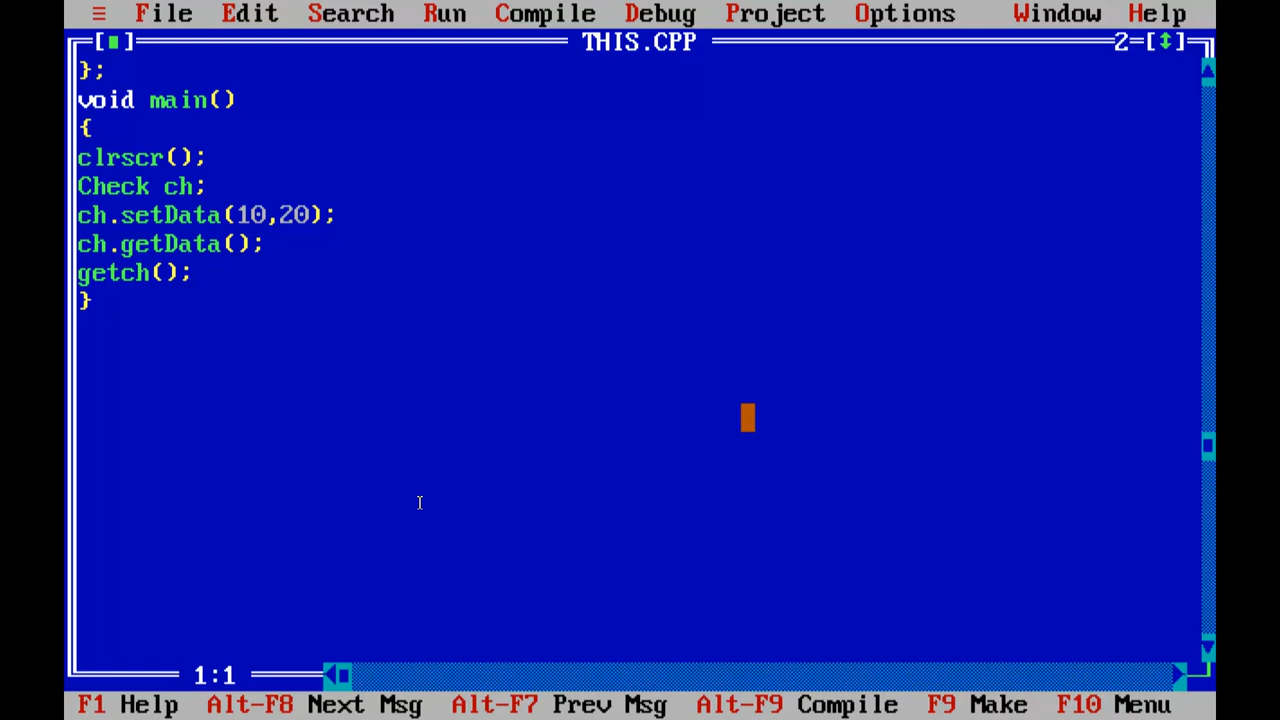 ≡ File Edit Search Run Compile Debug Project Options Window Help
[■] THIS.CPP 2=[↕]
};
void main()
{
clrscr();
Check ch;
ch.setData(10,20);
ch.getData();
getch();
}
1:1
F1 Help Alt-F8 Next Msg Alt-F7 Prev Msg Alt-F9 Compile F9 Make F10 Menu